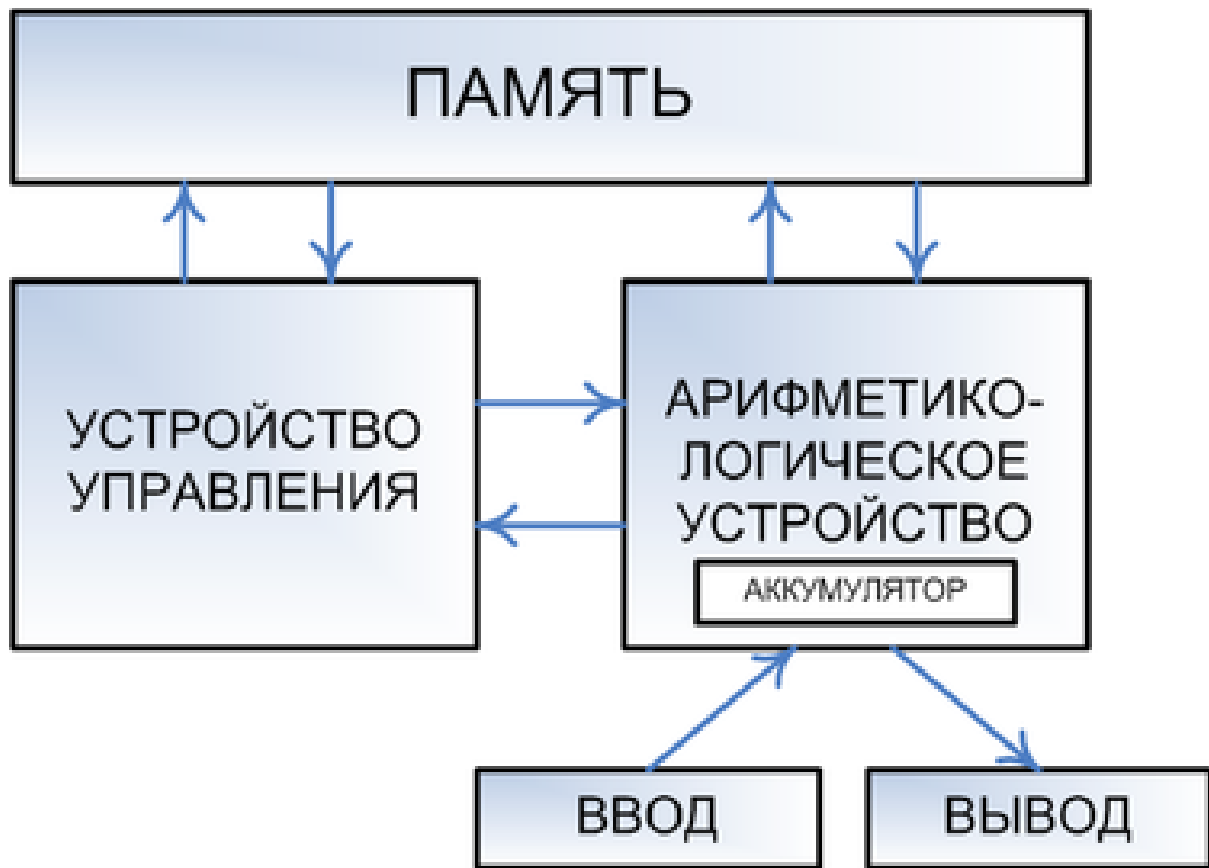 ПАМЯТЬ
УСТРОЙСТВО
УПРАВЛЕНИЯ
АРИФМЕТИКО-
ЛОГИЧЕСКОЕ
УСТРОЙСТВО
АККУМУЛЯТОР
ВВОД
ВЫВОД